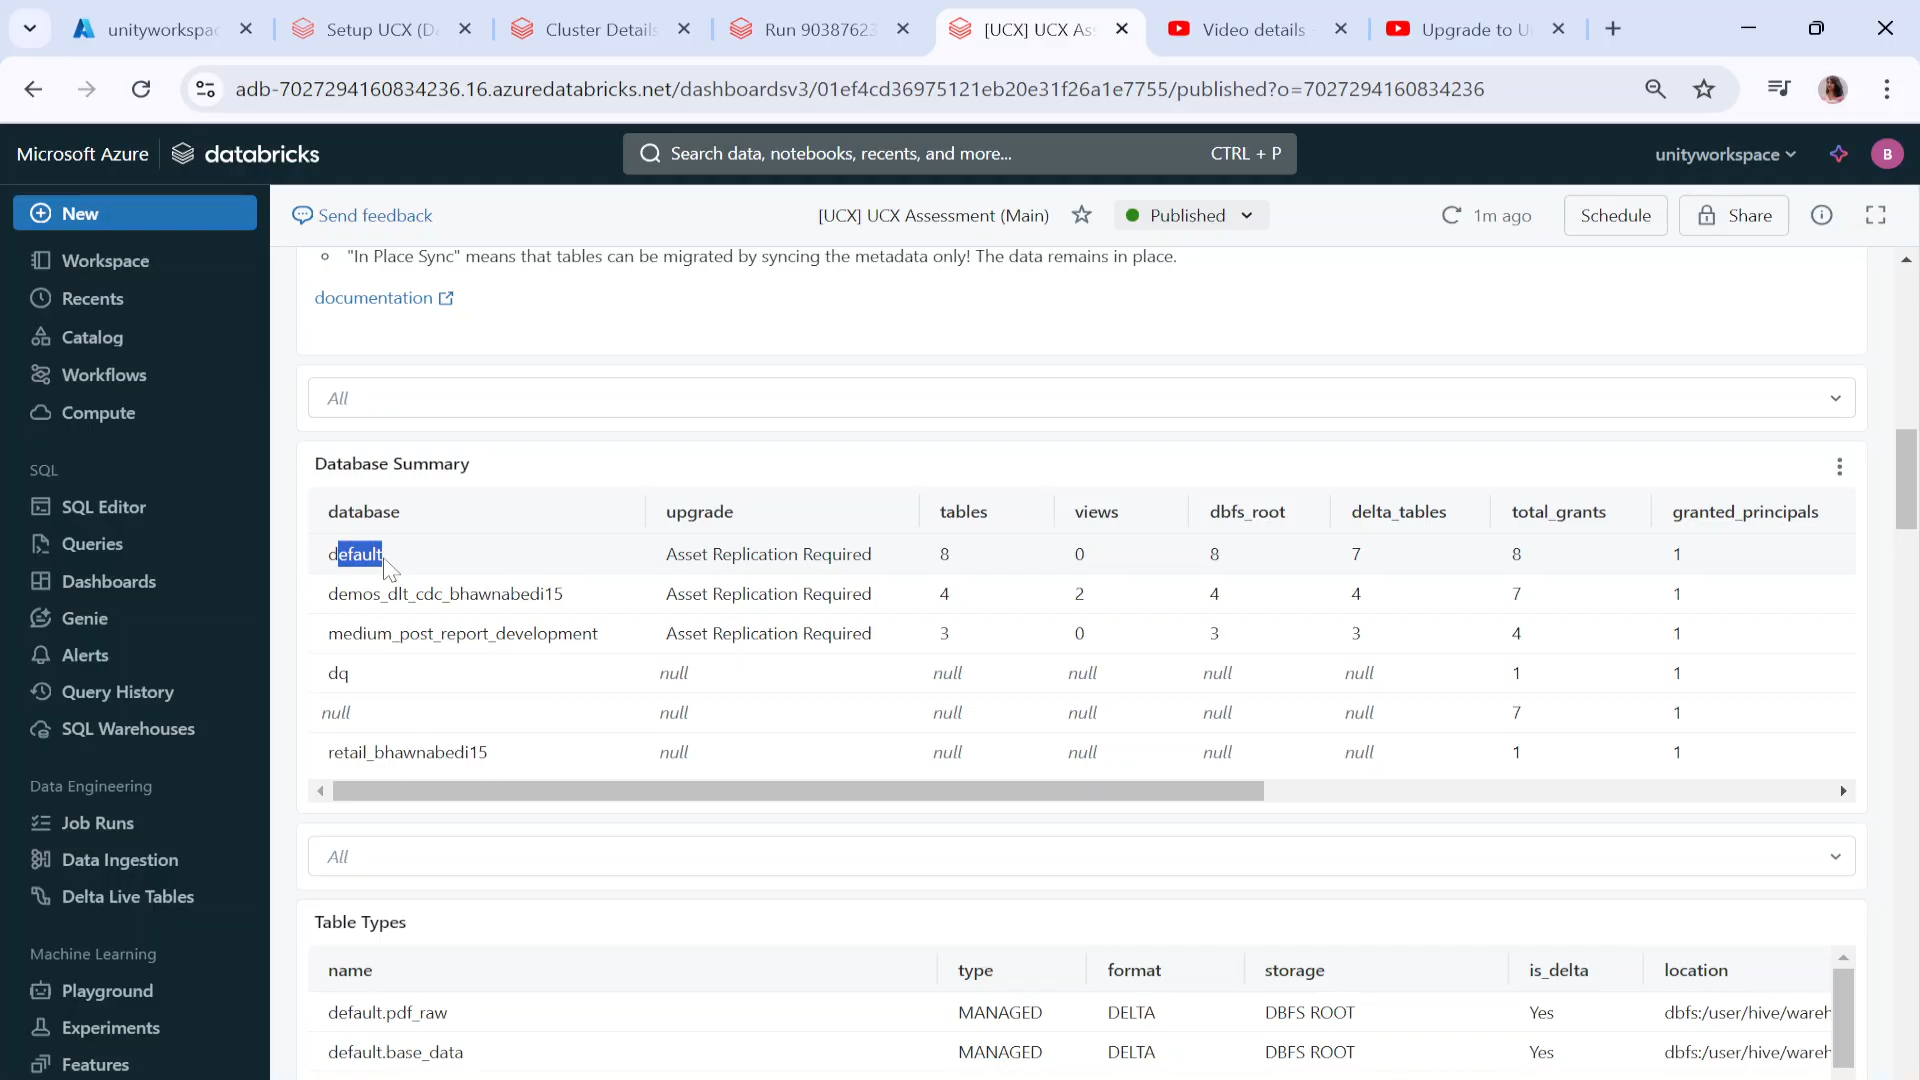 unityworkspac
Setup UCX (Da
Cluster Details
Run 90387623
[UCX] UCX As
Video details
Upgrade to U
adb-7027294160834236.16.azuredatabricks.net/dashboardsv3/01ef4cd36975121eb20e31f26a1e7755/published?o=7027294160834236
Microsoft Azure
databricks
Search data, notebooks, recents, and more...
CTRL + P
unityworkspace
B
New
Workspace
Recents
Catalog
Workflows
Compute
SQL
SQL Editor
Queries
Dashboards
Genie
Alerts
Query History
SQL Warehouses
Data Engineering
Job Runs
Data Ingestion
Delta Live Tables
Machine Learning
Playground
Experiments
Features
Send feedback
[UCX] UCX Assessment (Main)
Published
1m ago
Schedule
Share
"In Place Sync" means that tables can be migrated by syncing the metadata only! The data remains in place.
documentation
All
Database Summary
database upgrade tables views dbfs_root delta_tables total_grants granted_principals
default Asset Replication Required 8 0 8 7 8 1
demos_dlt_cdc_bhawnabedi15 Asset Replication Required 4 2 4 4 7 1
medium_post_report_development Asset Replication Required 3 0 3 3 4 1
dq null null null null null 1 1
null null null null null null 7 1
retail_bhawnabedi15 null null null null null 1 1
All
Table Types
name type format storage is_delta location
default.pdf_raw MANAGED DELTA DBFS ROOT Yes dbfs:/user/hive/wareh
default.base_data MANAGED DELTA DBFS ROOT Yes dbfs:/user/hive/wareh